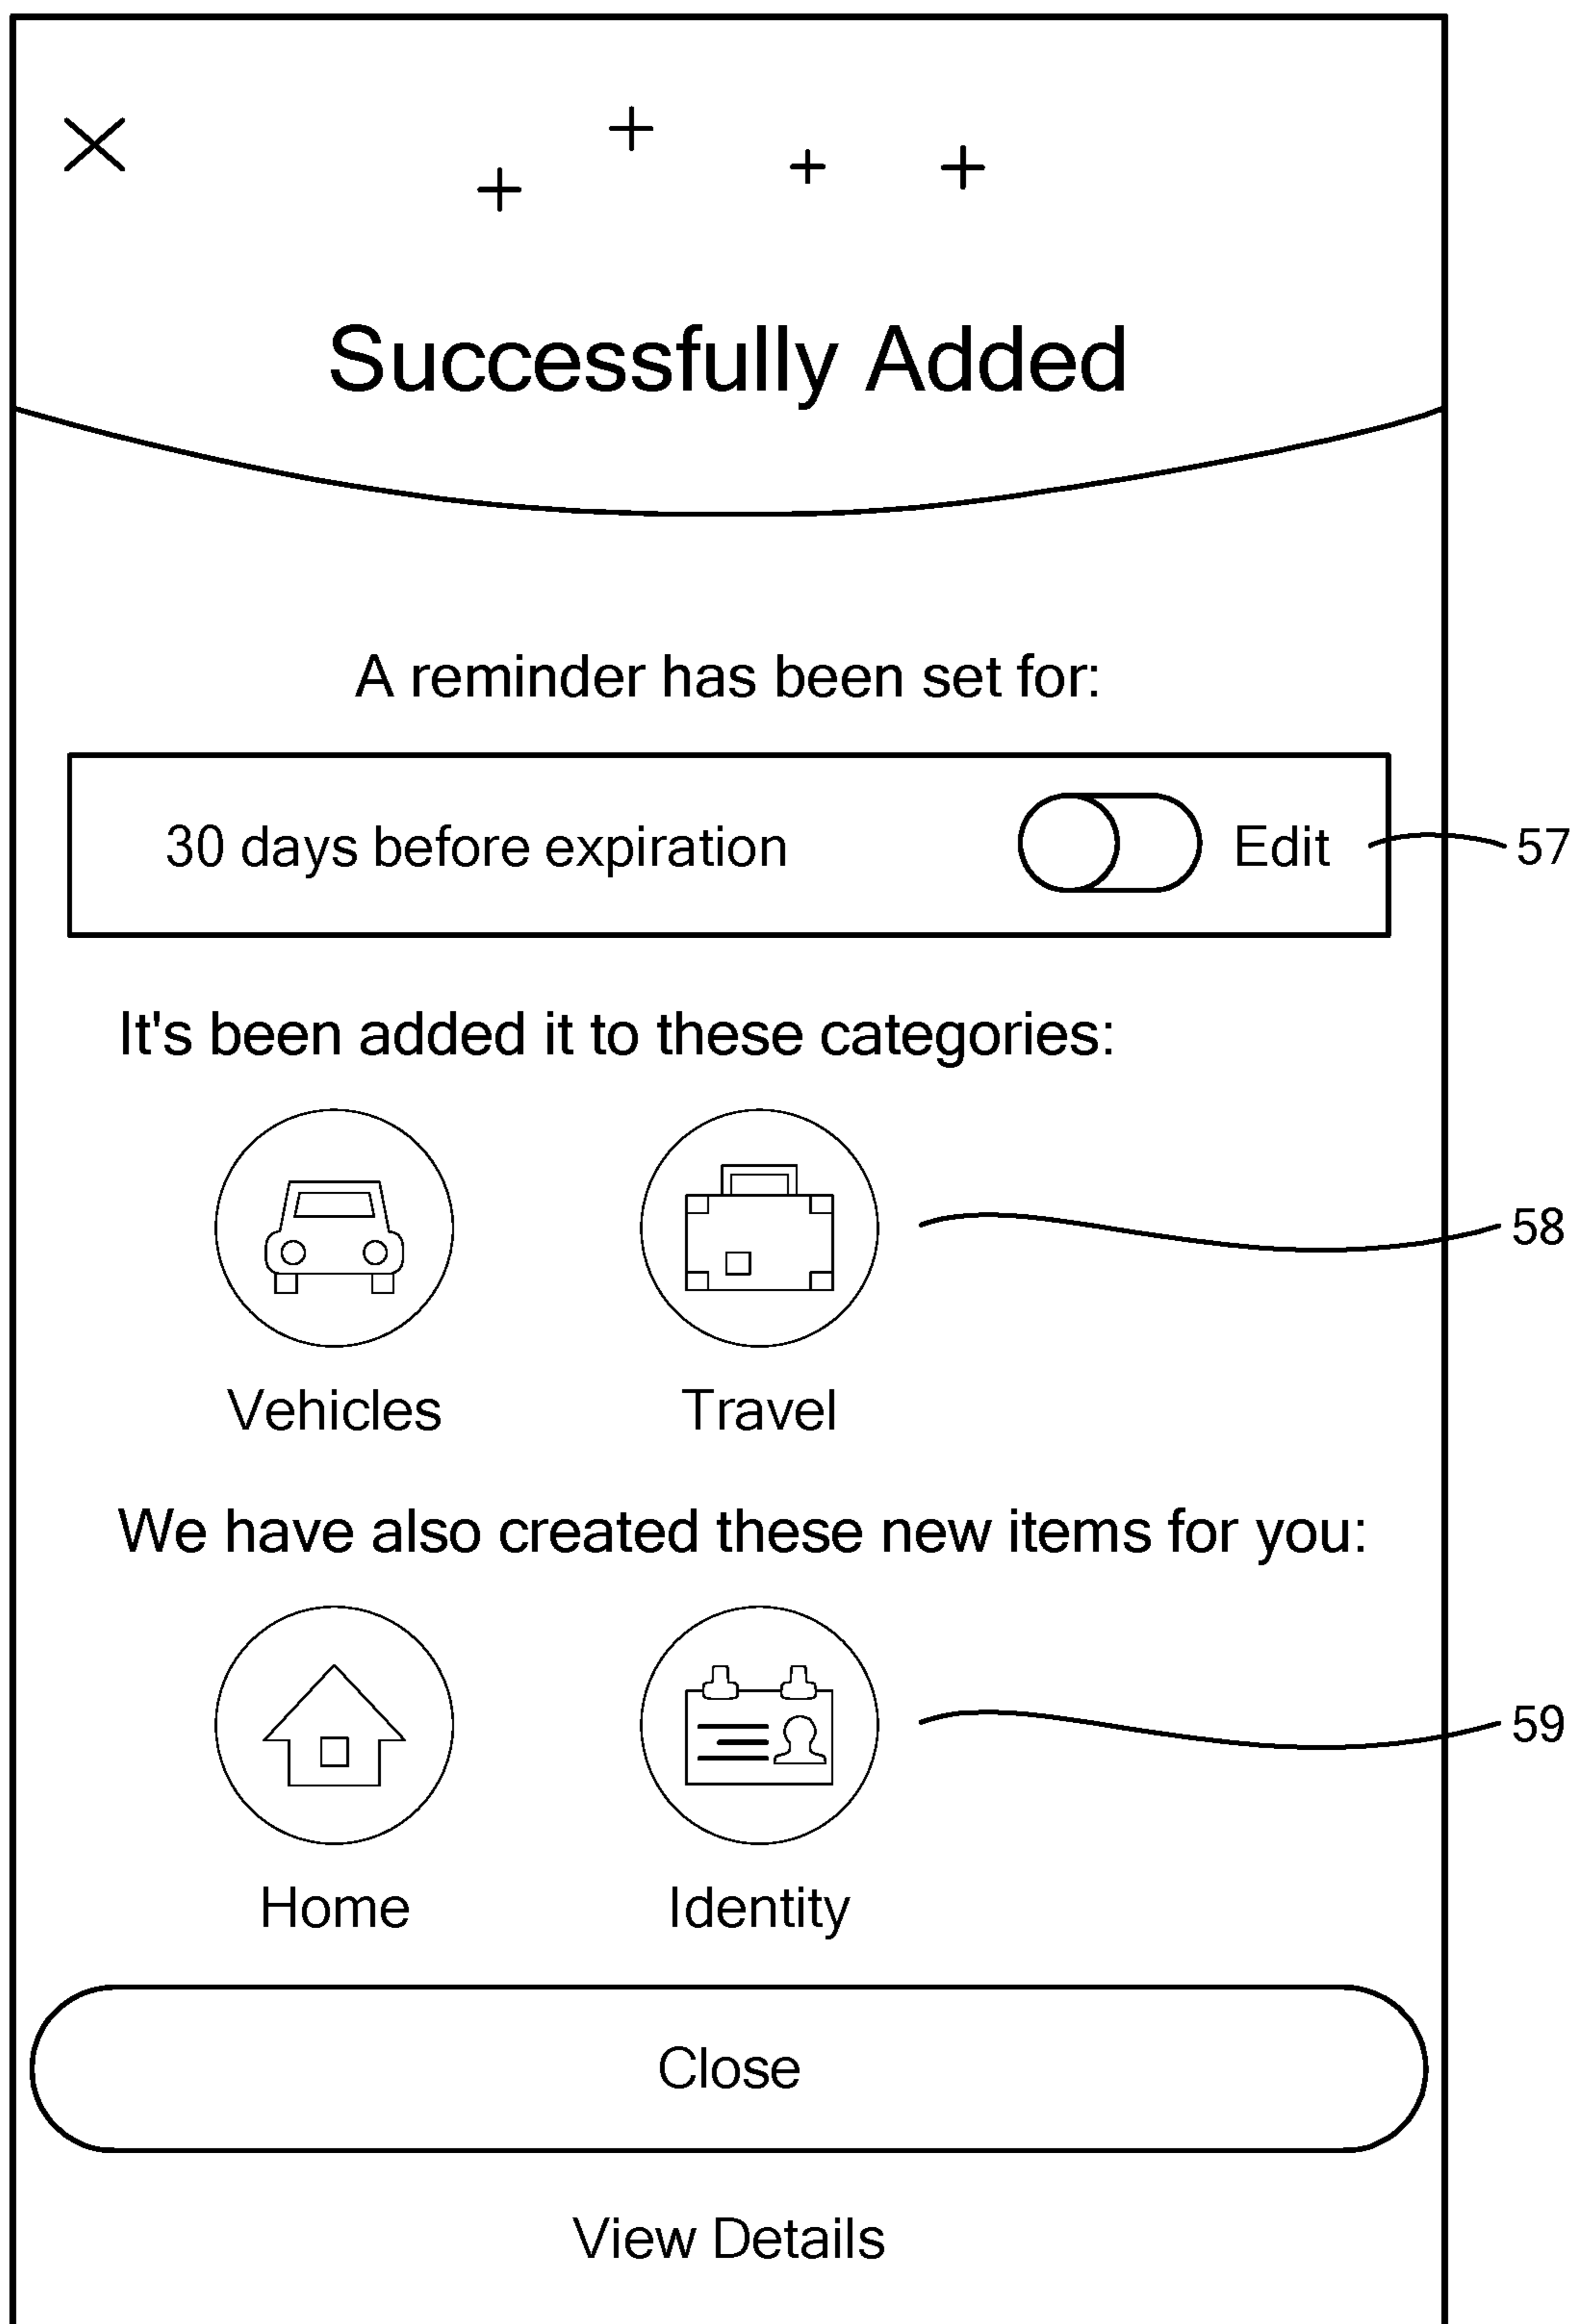 Successfully Added
A reminder has been set for:
30 days before expiration Edit 57
It's been added it to these categories:
58
Vehicles Travel
We have also created these new items for you:
59
Home Identity
Close
View Details